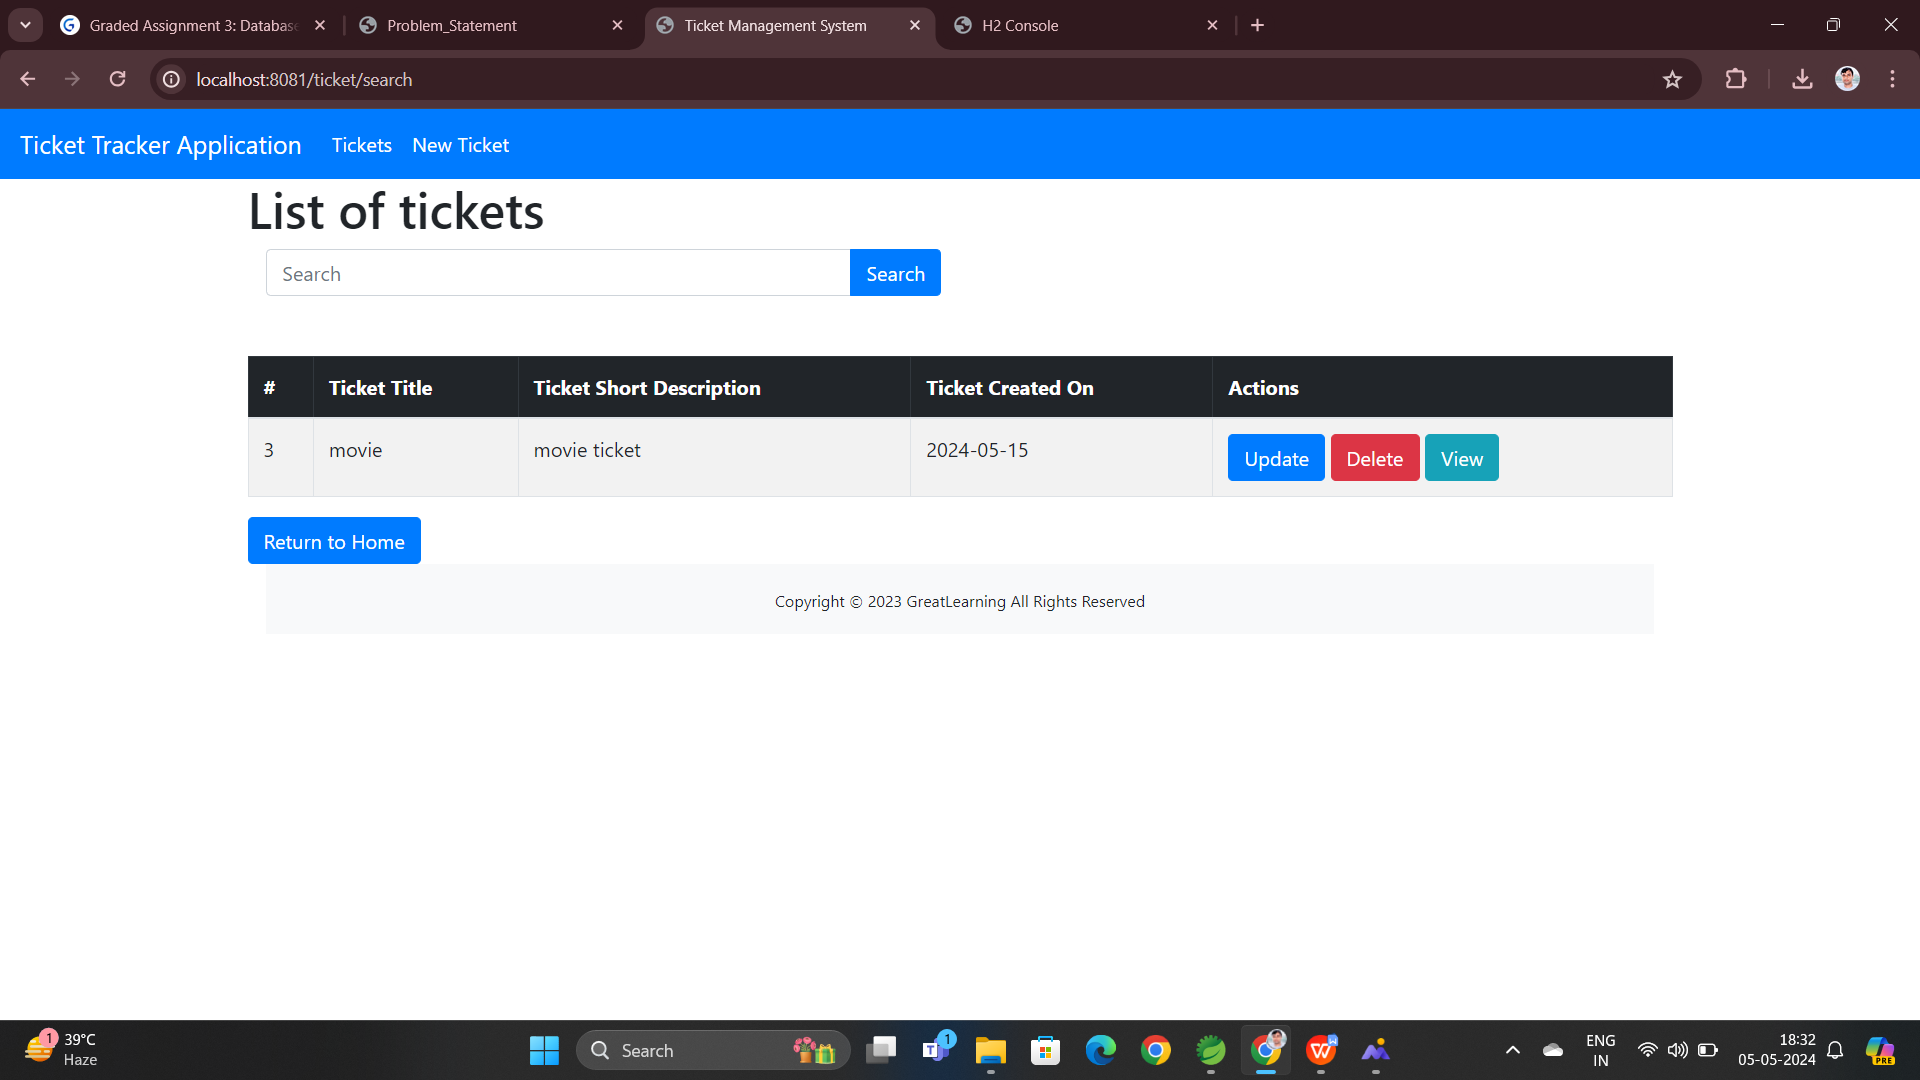 Graded Assignment 3: Databas
Problem_Statement
Ticket Management System
H2 Console
localhost:8081/ticket/search
Ticket Tracker Application
Tickets
New Ticket
List of tickets
Search
Search
# Ticket Title Ticket Short Description Ticket Created On Actions
3 movie movie ticket 2024-05-15 Update Delete View
Return to Home
Copyright © 2023 GreatLearning All Rights Reserved
1
39°C
Haze
Search
T
1
W
W
ENG
IN
18:32
05-05-2024
PRE